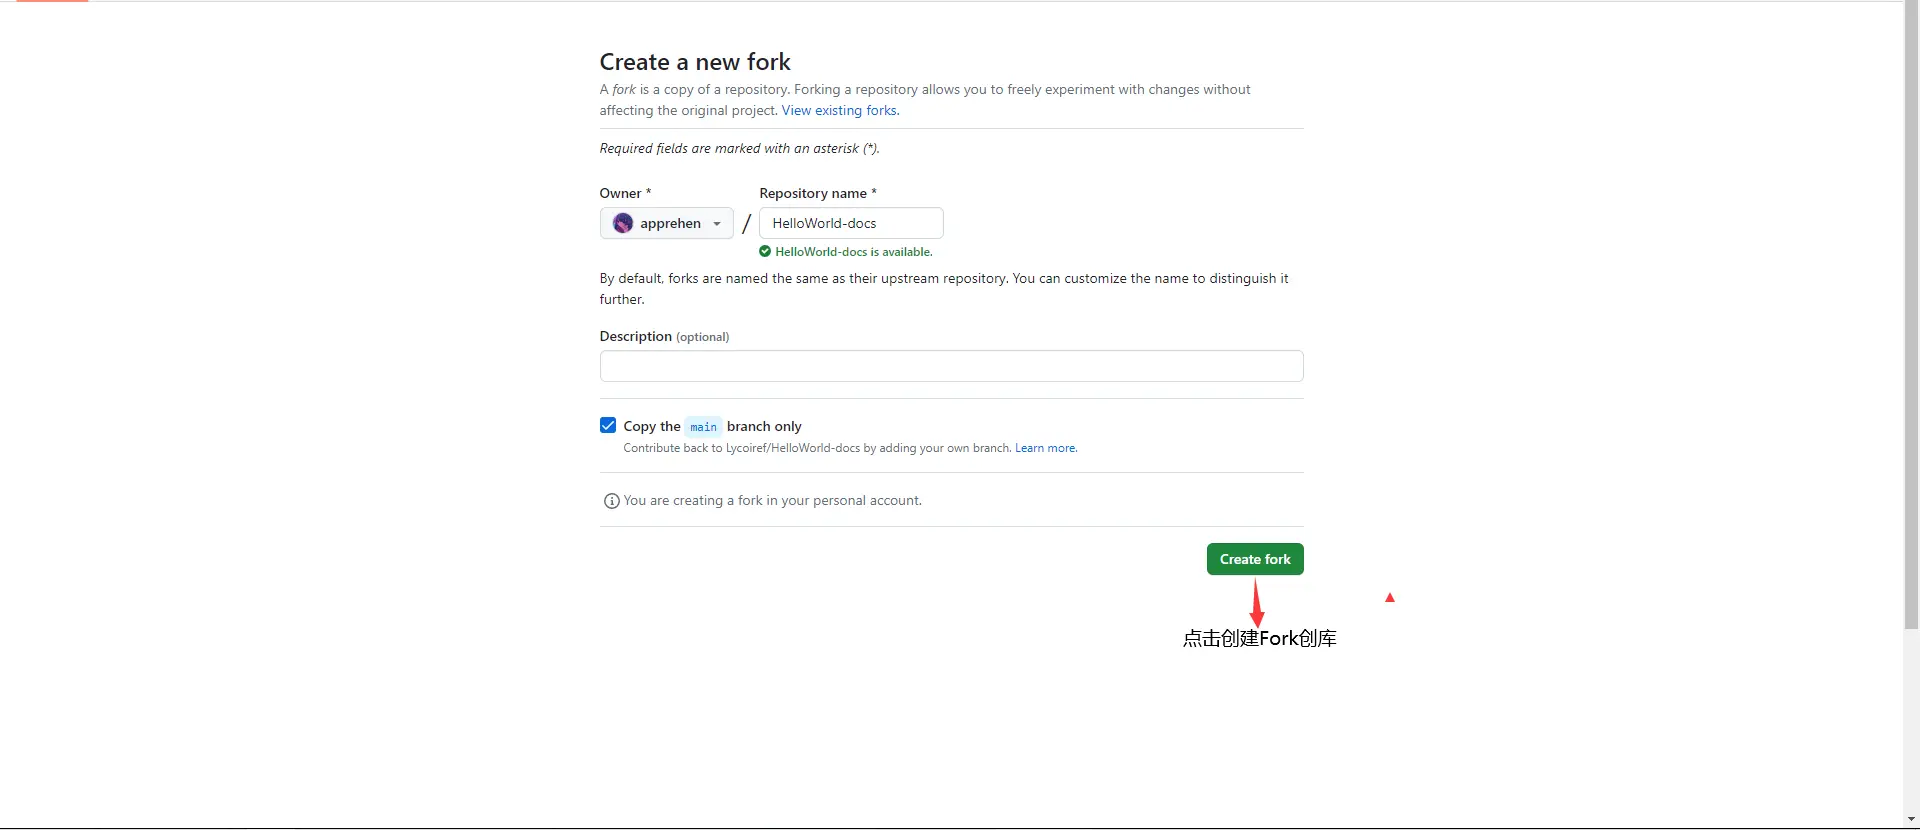 Create a new fork
A fork is a copy of a repository. Forking a repository allows you to freely experiment with changes without
affecting the original project. View existing forks.
Required fields are marked with an asterisk (*).
Owner *
Repository name *
apprehen / HelloWorld-docs
HelloWorld-docs is available.
By default, forks are named the same as their upstream repository. You can customize the name to distinguish it
further.
Description (optional)
Copy the main branch only
Contribute back to Lycoiref/HelloWorld-docs by adding your own branch. Learn more.
You are creating a fork in your personal account.
Create fork
点击创建Fork创库